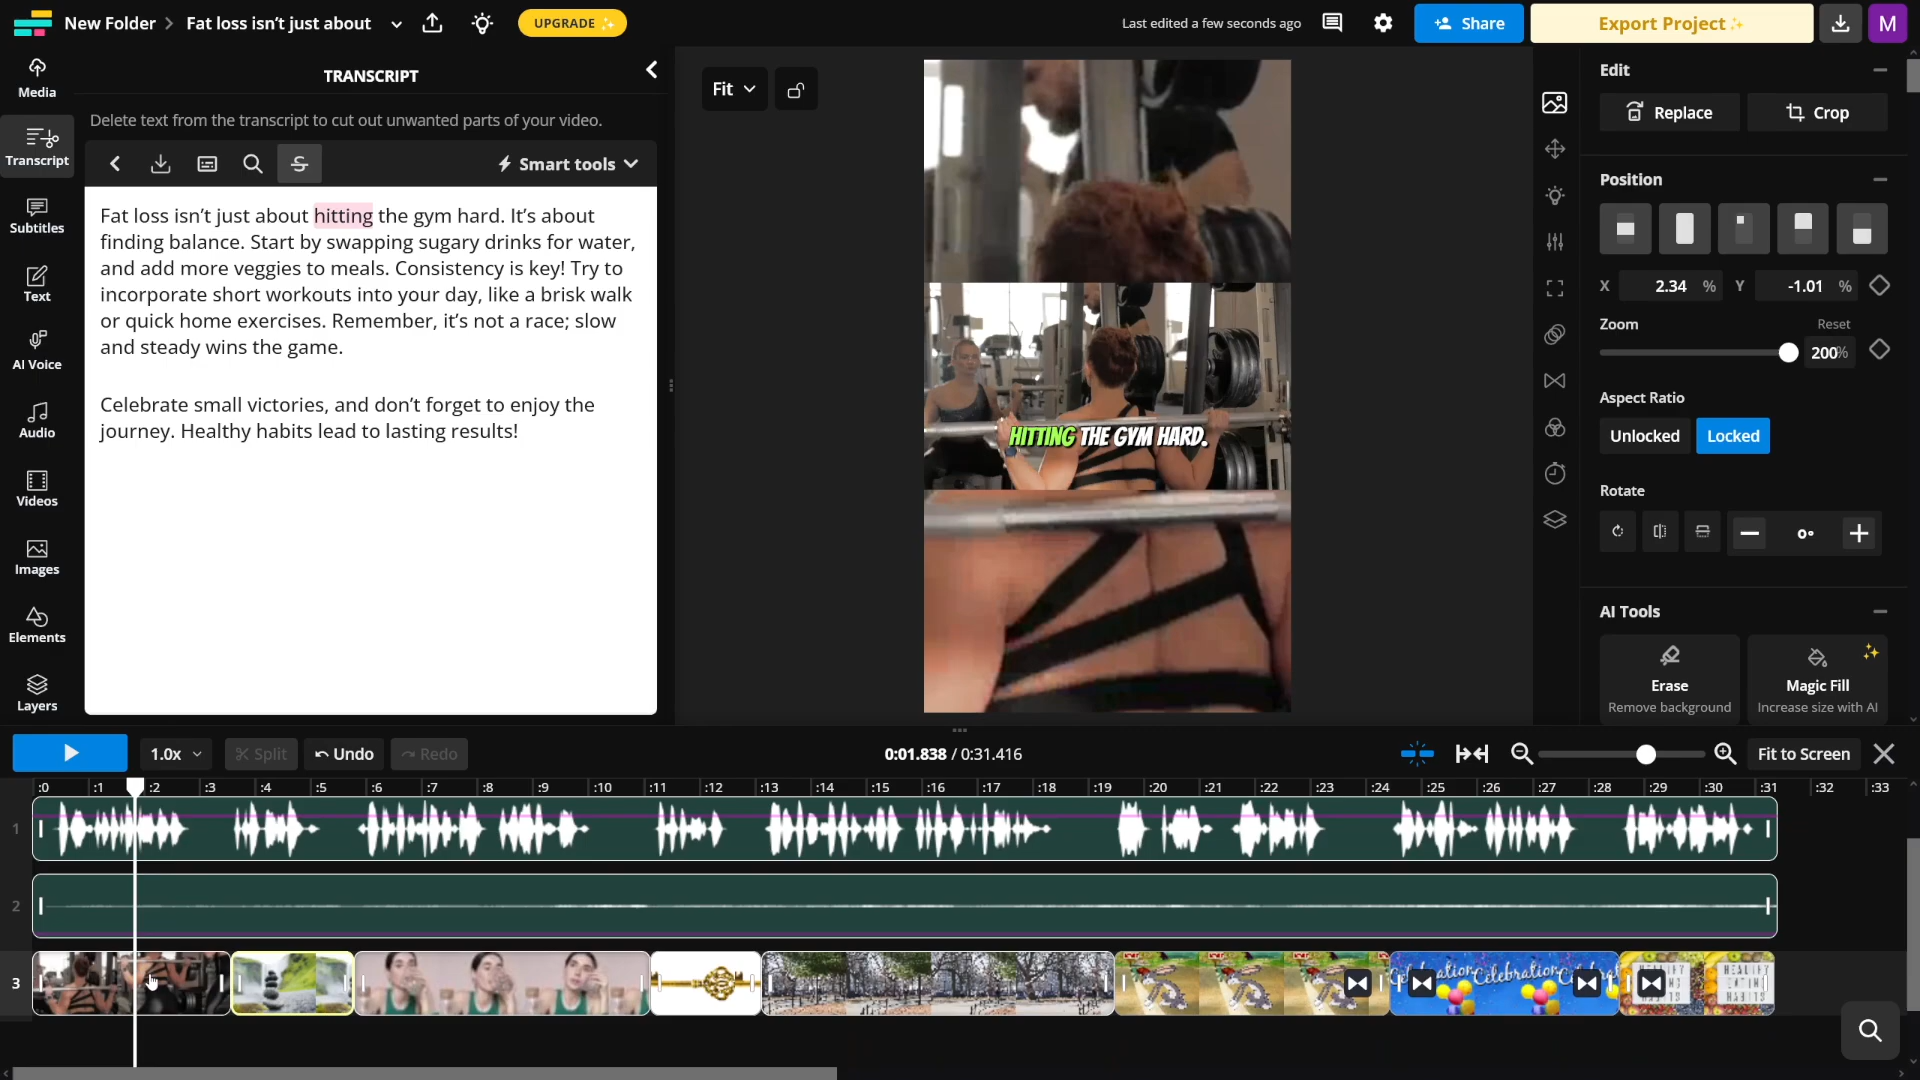 New Folder > Fat loss isn't just about
UPGRADE
Last edited a few seconds ago
Share
Export Project
M
Media
Transcript
Subtitles
Text
AI Voice
Audio
Videos
Images
Elements
Layers
TRANSCRIPT
Delete text from the transcript to cut out unwanted parts of your video.
Smart tools
Fat loss isn't just about hitting the gym hard. It's about
finding balance. Start by swapping sugary drinks for water,
and add more veggies to meals. Consistency is key! Try to
incorporate short workouts into your day, like a brisk walk
or quick home exercises. Remember, it's not a race; slow
and steady wins the game.
Celebrate small victories, and don't forget to enjoy the
journey. Healthy habits lead to lasting results!
Fit
HITTING THE GYM HARD.
Edit
Replace
Crop
Position
X 2.34 % Y -1.01 %
Zoom
Reset
200%
Aspect Ratio
Unlocked
Locked
Rotate
0°
AI Tools
Erase
Remove background
Magic Fill
Increase size with AI
1.0x
Split
Undo
Redo
0:01.838 / 0:31.416
Fit to Screen
:0 :1 :2 :3 :4 :5 :6 :7 :8 :9 :10 :11 :12 :13 :14 :15 :16 :17 :18 :19 :20 :21 :22 :23 :24 :25 :26 :27 :28 :29 :30 :31 :32 :33
1
2
3
Celebration
HEALTHY
EATING
HABITS